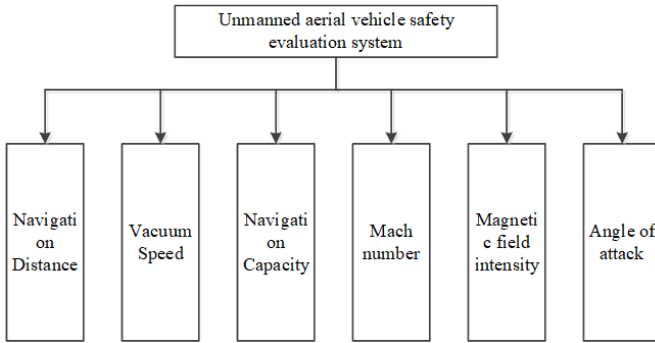 Unmanned aerial vehicle safety
evaluation system
Navigati
on
Distance
Vacuum
Speed
Navigati
on
Capacity
Mach
number
Magneti
c field
intensity
Angle of
attack